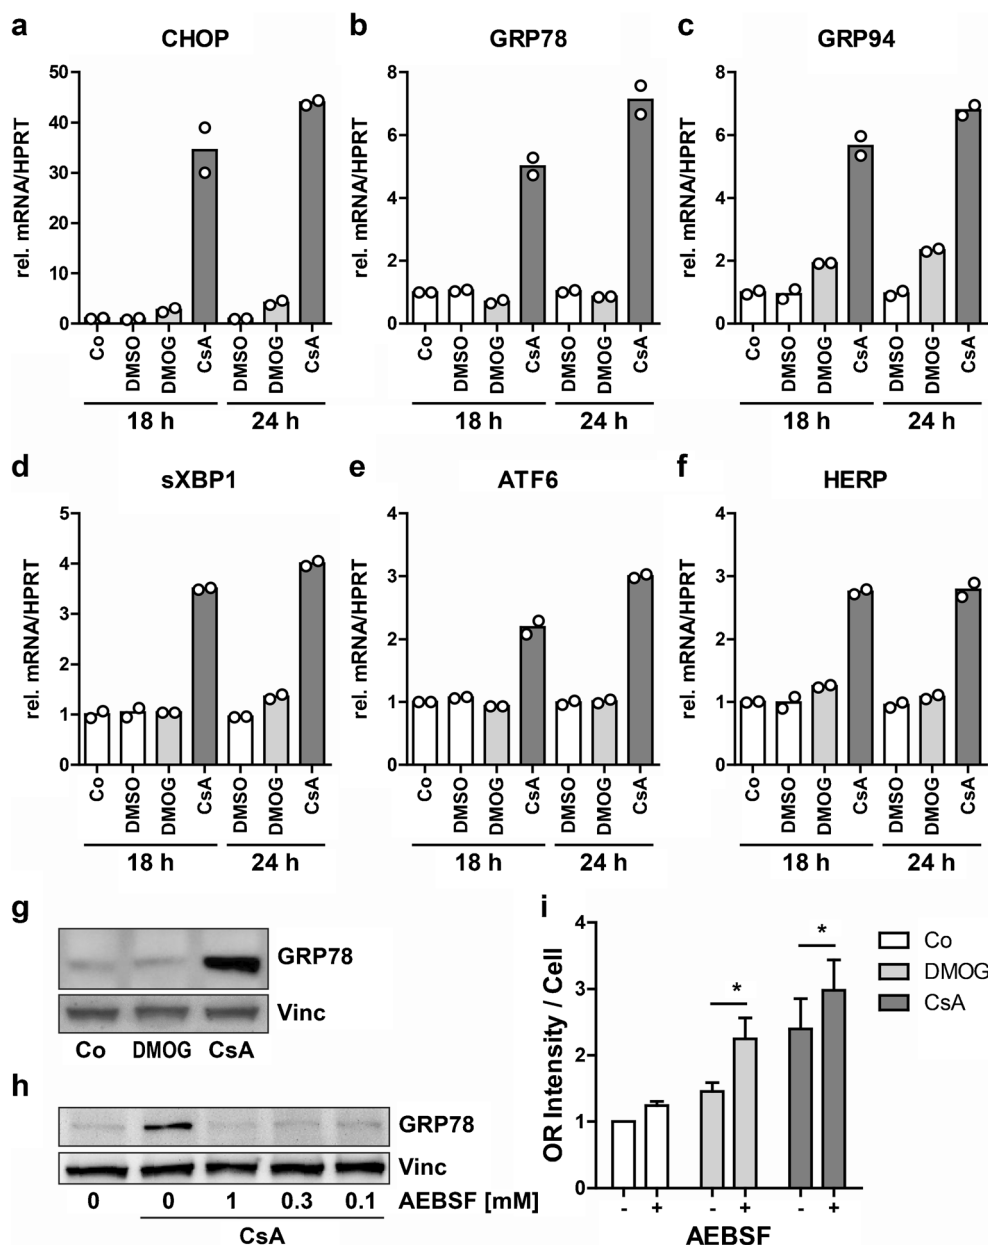 a
CHOP
rel. mRNA/HPRT
50
40
30
20
10
0
Co
DMSO
DMOG
CsA
DMSO
DMOG
CsA
18 h
24 h
b
GRP78
rel. mRNA/HPRT
8
6
4
2
0
Co
DMSO
DMOG
CsA
DMSO
DMOG
CsA
18 h
24 h
c
GRP94
rel. mRNA/HPRT
8
6
4
2
0
Co
DMSO
DMOG
CsA
DMSO
DMOG
CsA
18 h
24 h
d
sXBP1
rel. mRNA/HPRT
5
4
3
2
1
0
Co
DMSO
DMOG
CsA
DMSO
DMOG
CsA
18 h
24 h
e
ATF6
rel. mRNA/HPRT
4
3
2
1
0
Co
DMSO
DMOG
CsA
DMSO
DMOG
CsA
18 h
24 h
f
HERP
rel. mRNA/HPRT
4
3
2
1
0
Co
DMSO
DMOG
CsA
DMSO
DMOG
CsA
18 h
24 h
g
GRP78
Vinc
Co DMOG CsA
h
GRP78
Vinc
0 0 1 0.3 0.1 AEBSF [mM]
CsA
i
OR Intensity / Cell
4
3
2
1
0
*
*
- + - + - +
AEBSF
Co
DMOG
CsA